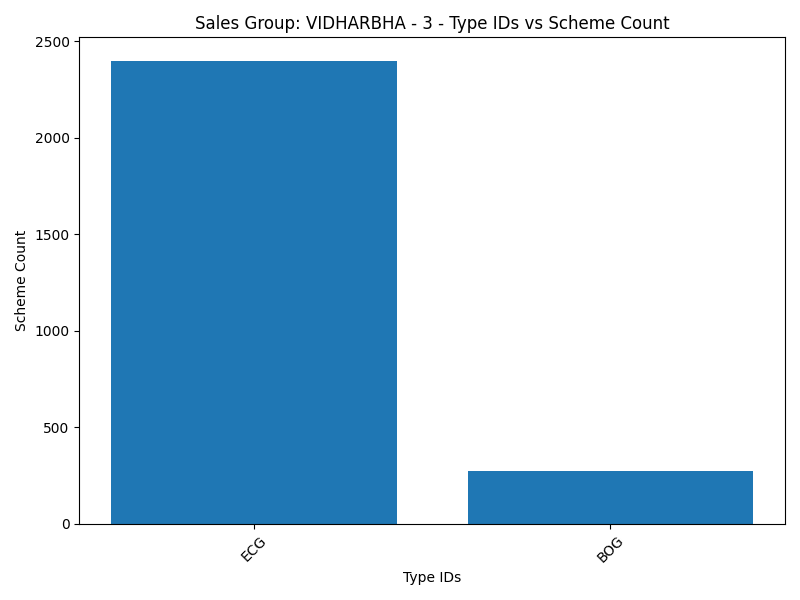 Sales Group: VIDHARBHA - 3 - Type IDs vs Scheme Count
2500
2000
1500
1000
500
0
Scheme Count
ECG
BOG
Type IDs